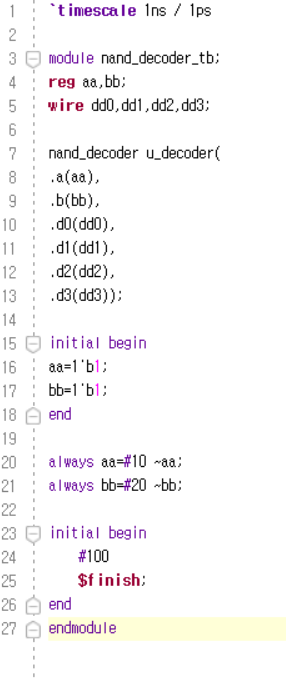 1 `timescale 1ns / 1ps
2
3 module nand_decoder_tb;
4 reg aa,bb;
5 wire dd0,dd1,dd2,dd3;
6
7 nand_decoder u_decoder(
8 .a(aa),
9 .b(bb),
10 .d0(dd0),
11 .d1(dd1),
12 .d2(dd2),
13 .d3(dd3));
14
15 initial begin
16 aa=1'b1;
17 bb=1'b1;
18 end
19
20 always aa=#10 ~aa;
21 always bb=#20 ~bb;
22
23 initial begin
24 #100
25 $finish;
26 end
27 endmodule